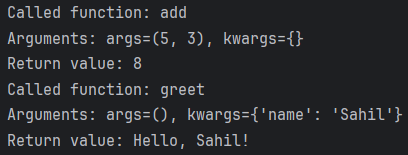 Called function: add
Arguments: args=(5, 3), kwargs={}
Return value: 8
Called function: greet
Arguments: args=(), kwargs={'name': 'Sahil'}
Return value: Hello, Sahil!